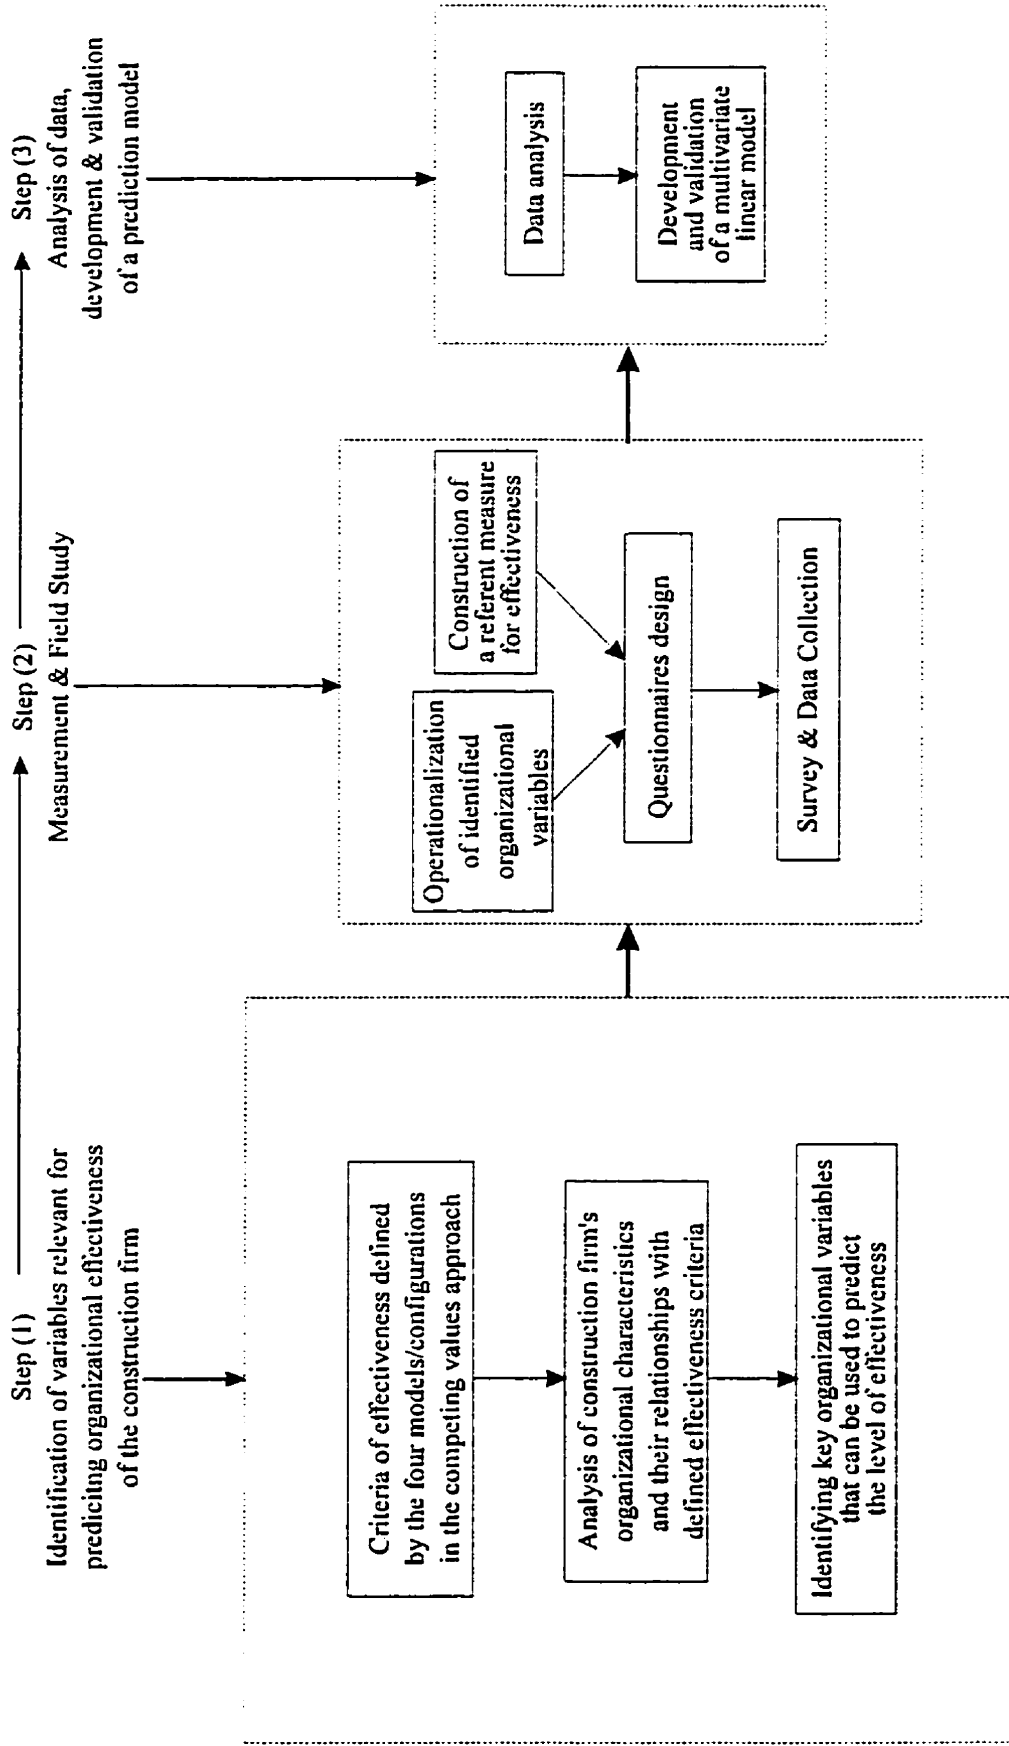 Step (1)
Identification of variables relevant for
predicitng organizational effectiveness
of the construction firm
Criteria of effectiveness defined
by the four models/configurations
in the competing values approach
Analysis of construction firm's
organizational characteristics
and their relationships with
defined effectiveness criteria
Identifying key organizational variables
that can be used to predict
the level of effectiveness
Step (2)
Measurement & Field Study
Operationalization
of identified
organizational
variables
Construction of
a referent measure
for effectiveness
Questionnaires design
Survey & Data Collection
Step (3)
Analysis of data,
development & validation
of a prediction model
Data analysis
Development
and validation
of a multivariate
linear model